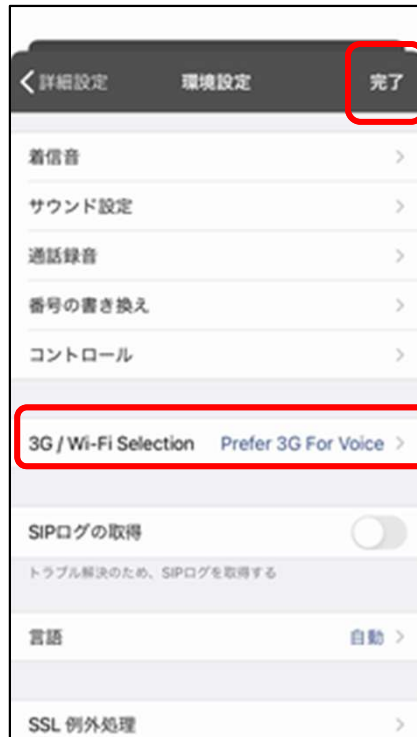 詳細設定 環境設定 完了
着信音
サウンド設定
通話録音
番号の書き換え
コントロール
3G / Wi-Fi Selection Prefer 3G For Voice
SIPログの取得
トラブル解決のため、SIPログを取得する
言語 自動
SSL 例外処理